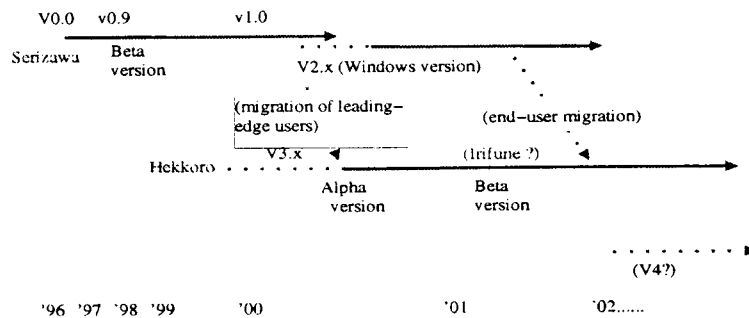 V0.0 v0.9 v1.0
Serizawa
Beta
version
V2.x (Windows version)
(migration of leading-
edge users)
(end-user migration)
V3.x
(Irifune ?)
Hekkoro
Alpha
version
Beta
version
(V4?)
'96 '97 '98 '99 '00 '01 '02......